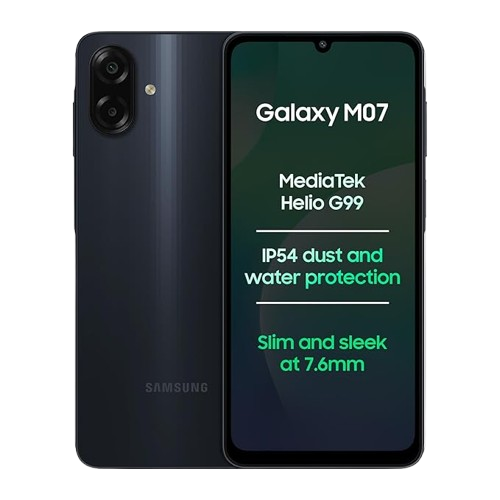 Galaxy M07
MediaTek
Helio G99
IP54 dust and
water protection
Slim and sleek
at 7.6mm
SAMSUNG